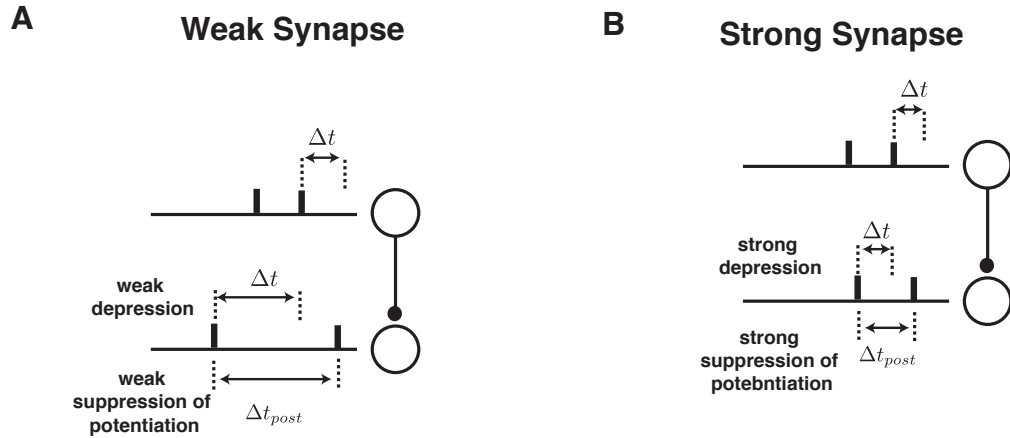 A
Weak Synapse
Δt
weak
depression
Δt
weak
suppression of
potentiation
Δt_post
B
Strong Synapse
Δt
strong
depression
Δt
strong
suppression of
potebntiation
Δt_post